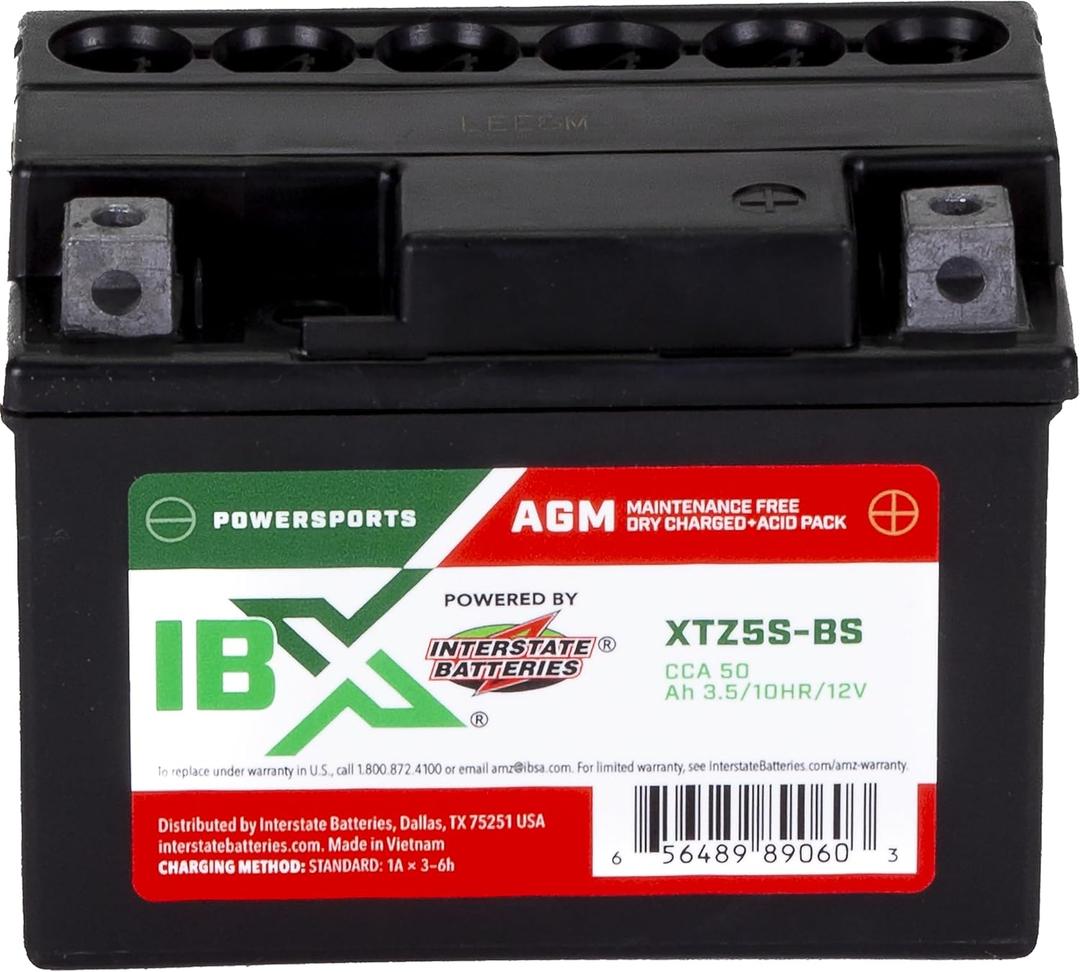 LEE8M
POWERSPORTS
AGM MAINTENANCE FREE
DRY CHARGED+ACID PACK
IBX®
POWERED BY
INTERSTATE
BATTERIES®
XTZ5S-BS
CCA 50
Ah 3.5/10HR/12V
To replace under warranty in U.S., call 1.800.872.4100 or email amz@ibsa.com. For limited warranty, see InterstateBatteries.com/amz-warranty.
Distributed by Interstate Batteries, Dallas, TX 75251 USA
interstatebatteries.com. Made in Vietnam
CHARGING METHOD: STANDARD: 1A × 3–6h
6 56489 89060 3